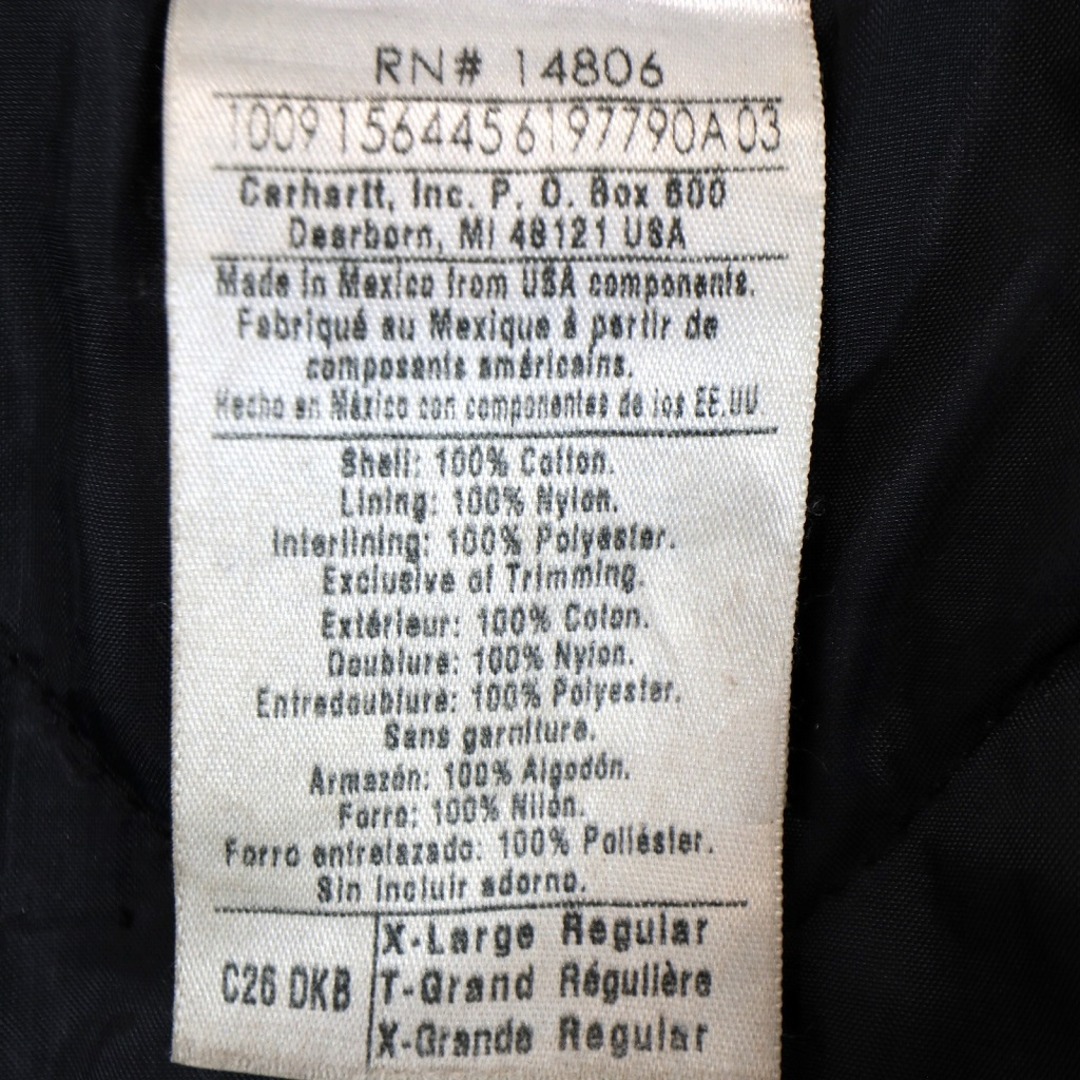 RN# 14806
1009156445619779​0A03
Carhartt, Inc. P. O. Box 600
Dearborn, MI 48121 USA
Made in Mexico from USA components.
Fabriqué au Mexique à partir de
composants américains.
Hecho en México con componentes de los EE.UU
Shell: 100% Cotton.
Lining: 100% Nylon.
Interlining: 100% Polyester.
Exclusive of Trimming.
Extérieur: 100% Coton.
Doublure: 100% Nylon.
Entredoublure: 100% Polyester.
Sans garniture.
Armazón: 100% Algodón.
Forro: 100% Nilón.
Forro entrelazado: 100% Poliéster.
Sin incluir adorno.
C26 DKB
X-Large Regular
T-Grand Régulière
X-Grande Regular